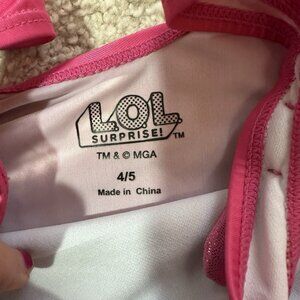 L.O.L
SURPRISE! TM
TM & © MGA
4/5
Made in China